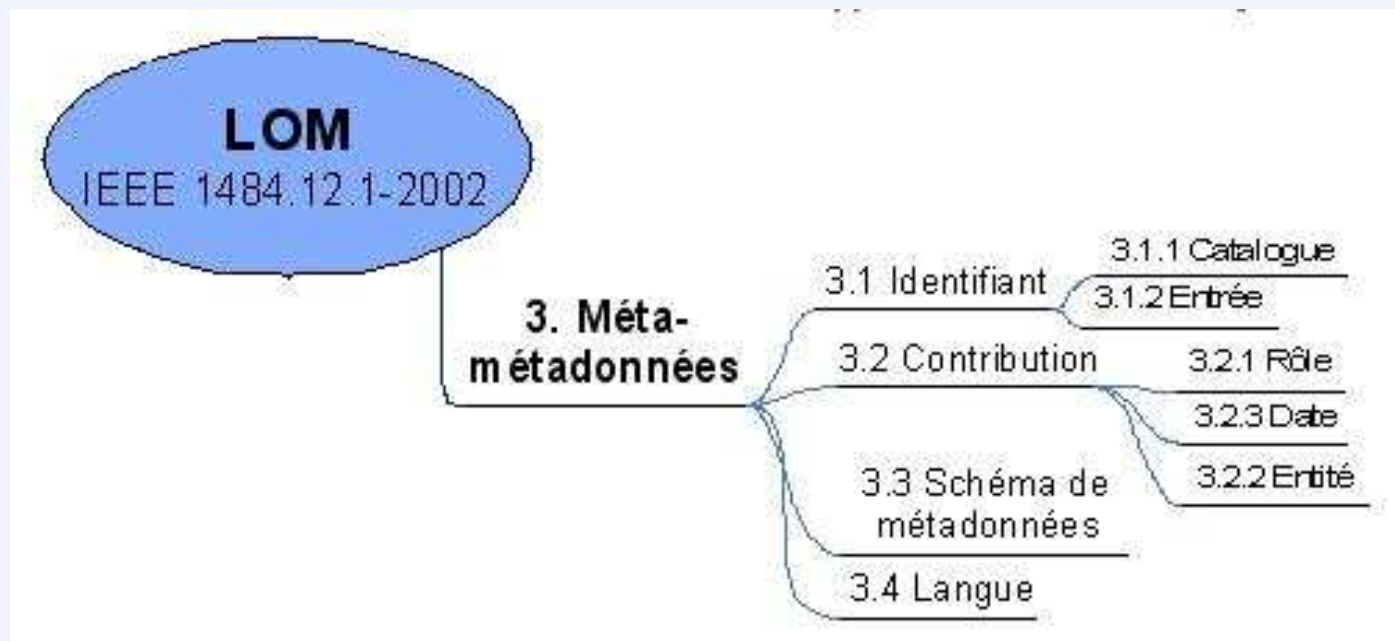 LOM
IEEE 1484.12.1-2002
3. Méta-
métadonnées
3.1 Identifiant
3.1.1 Catalogue
3.1.2 Entrée
3.2 Contribution
3.2.1 Rôle
3.2.3 Date
3.2.2 Entité
3.3 Schéma de
métadonnées
3.4 Langue